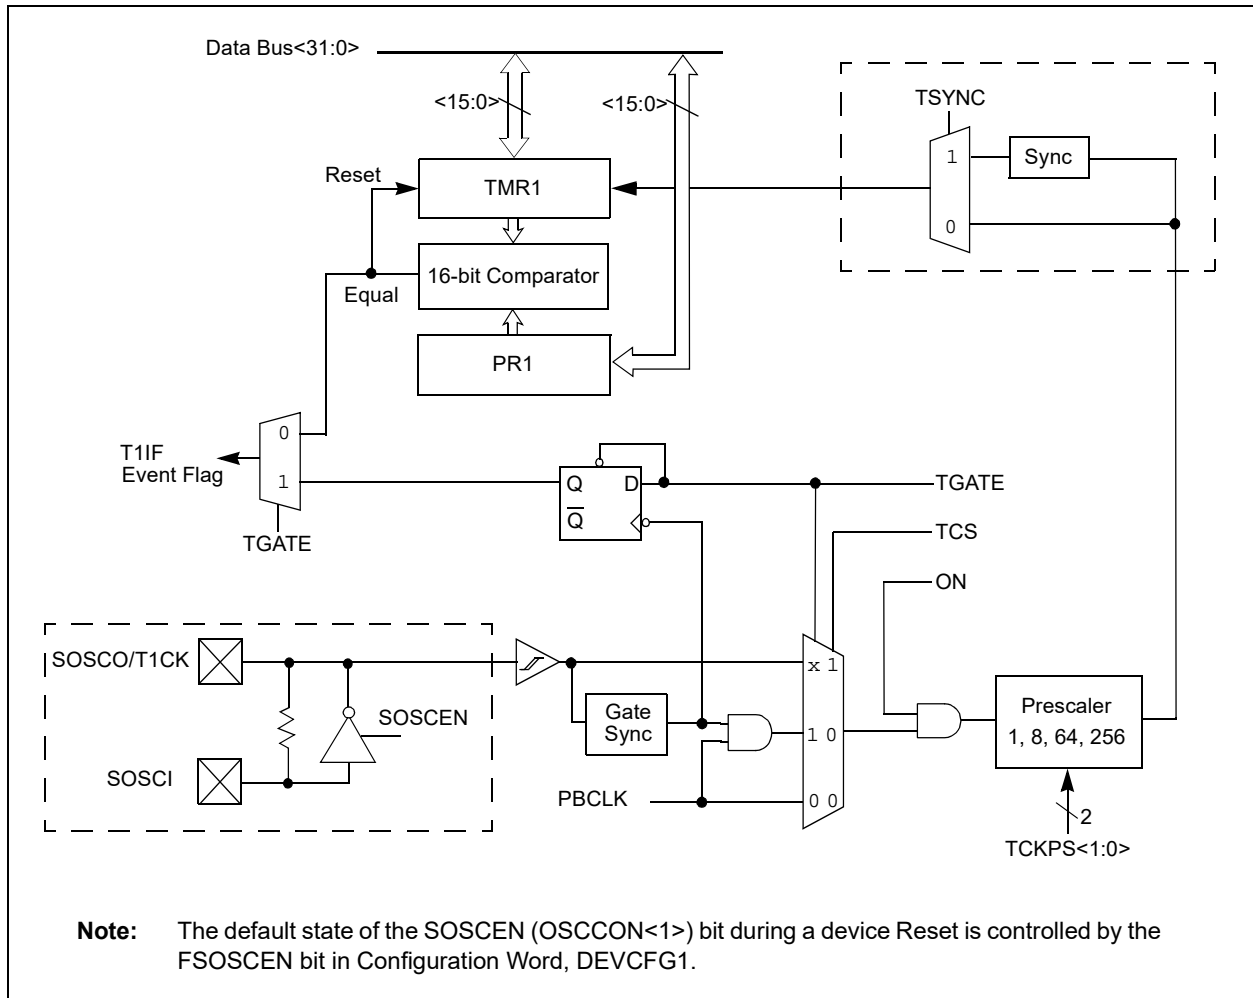 Data Bus<31:0>
<15:0>
<15:0>
TSYNC
1
Sync
Reset
TMR1
0
16-bit Comparator
Equal
PR1
0
T1IF
Event Flag
1
Q
D
TGATE
Q
TCS
TGATE
ON
SOSCO/T1CK
x 1
SOSCEN
Gate
Sync
1 0
Prescaler
1, 8, 64, 256
SOSCI
PBCLK
0 0
2
TCKPS<1:0>
Note: The default state of the SOSCEN (OSCCON<1>) bit during a device Reset is controlled by the
FSOSCEN bit in Configuration Word, DEVCFG1.